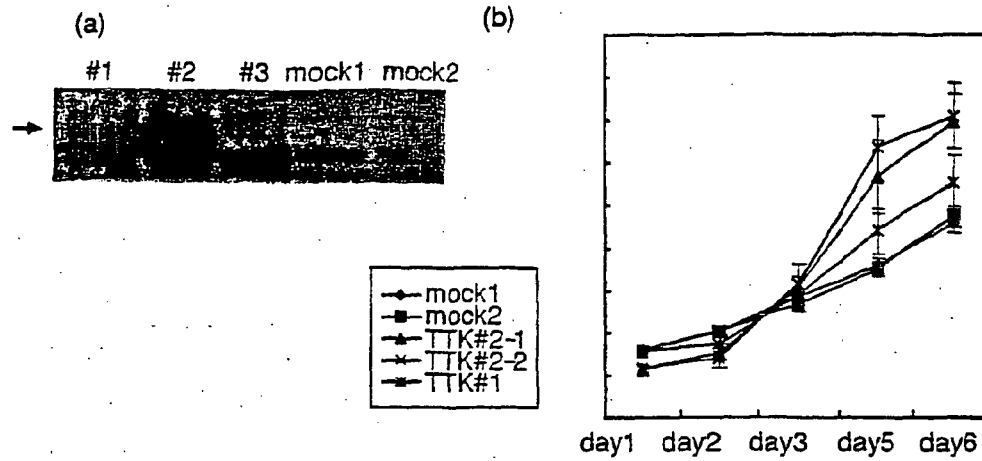 (a)
#1 #2 #3 mock1 mock2
(b)
mock1
mock2
TTK#2-1
TTK#2-2
TTK#1
day1 day2 day3 day5 day6